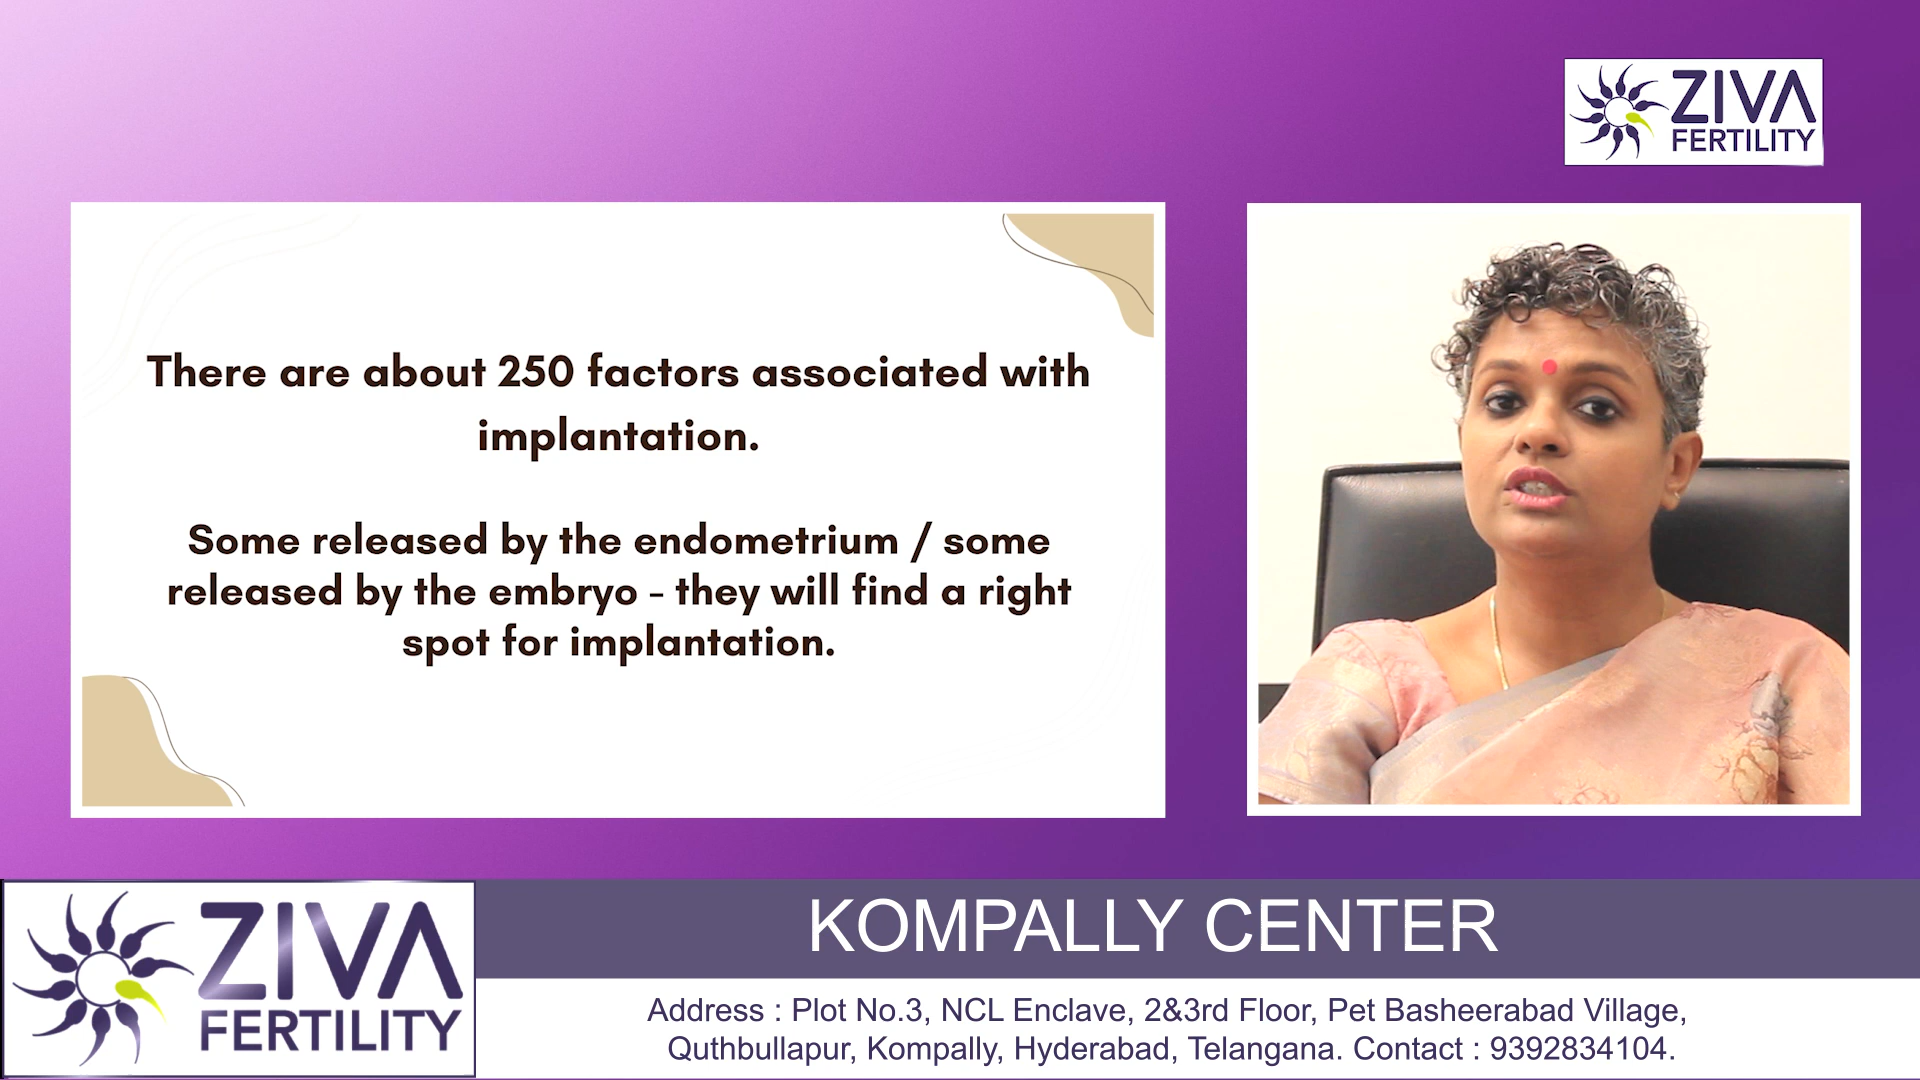 ZIVA
FERTILITY
There are about 250 factors associated with
implantation.
Some released by the endometrium / some
released by the embryo - they will find a right
spot for implantation.
ZIVA
FERTILITY
KOMPALLY CENTER
Address : Plot No.3, NCL Enclave, 2&3rd Floor, Pet Basheerabad Village,
Quthbullapur, Kompally, Hyderabad, Telangana. Contact : 9392834104.